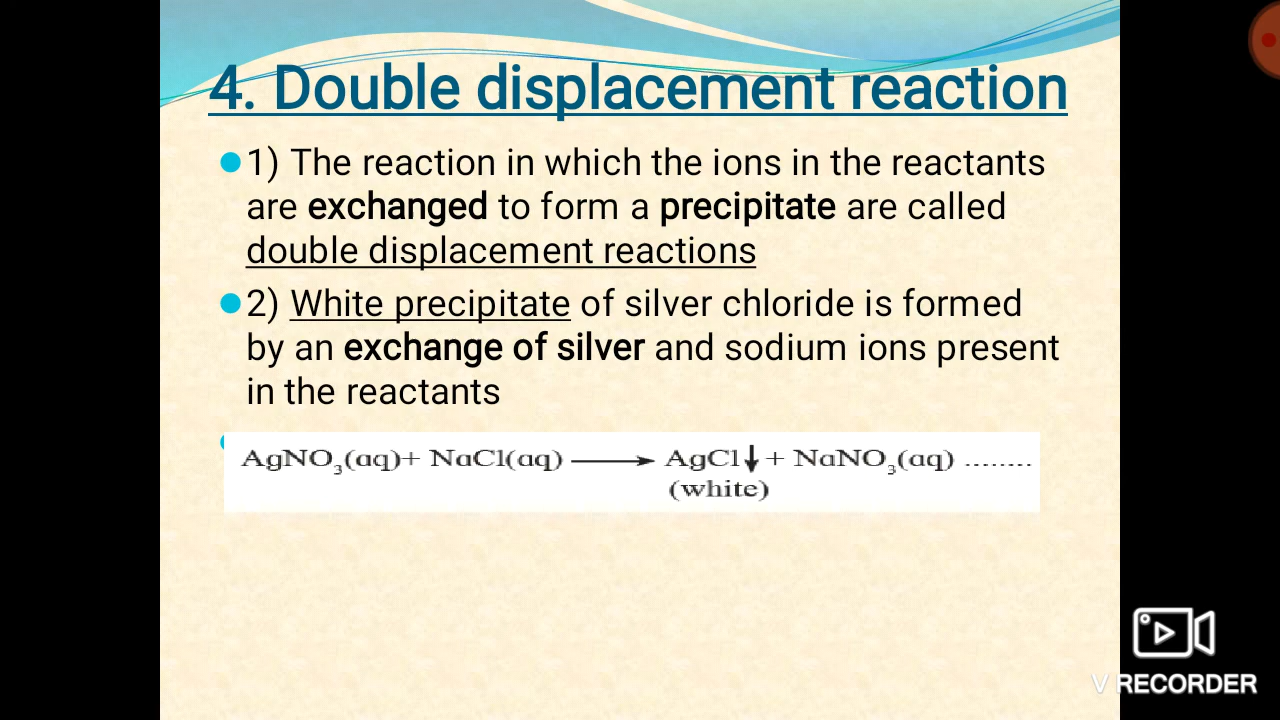 4. Double displacement reaction
1) The reaction in which the ions in the reactants
are exchanged to form a precipitate are called
double displacement reactions
2) White precipitate of silver chloride is formed
by an exchange of silver and sodium ions present
in the reactants
AgNO₃(aq)+ NaCl(aq) ⟶ AgCl↓ + NaNO₃(aq) ........
(white)
V RECORDER